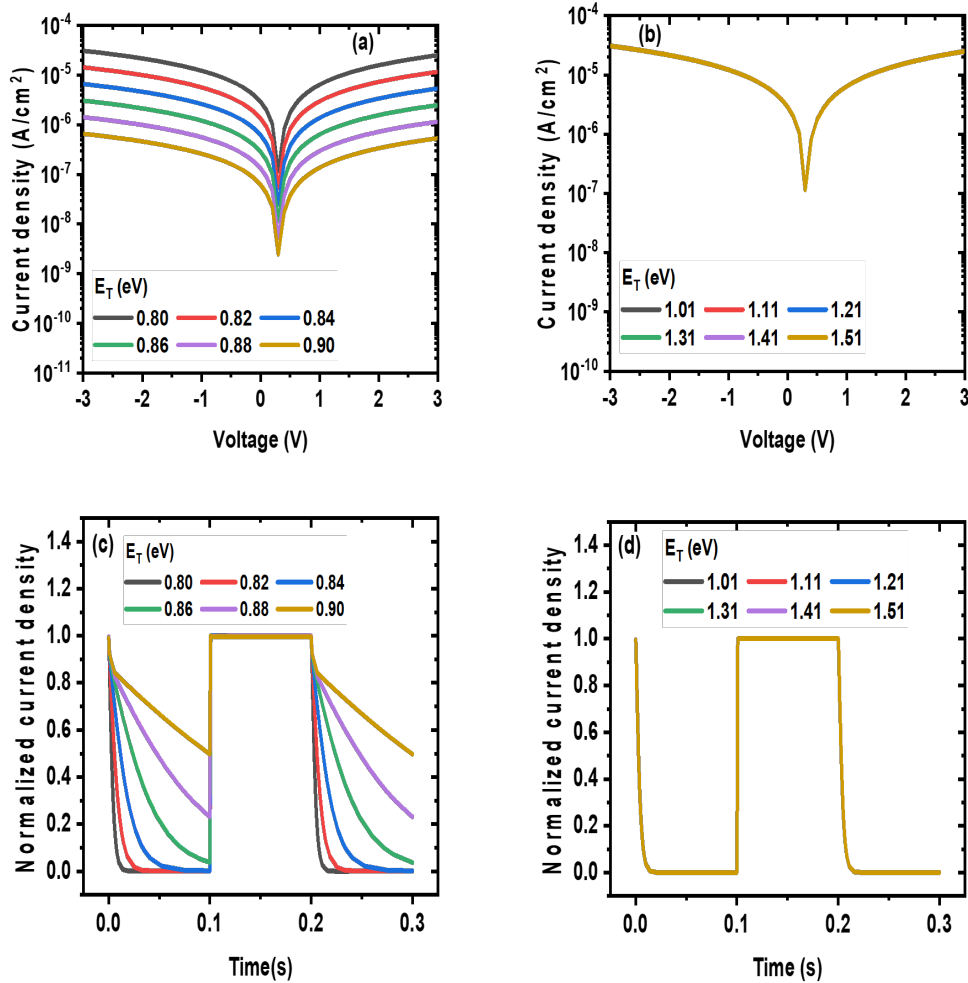 (a)
Current density (A/cm²)
10⁻⁴
10⁻⁵
10⁻⁶
10⁻⁷
10⁻⁸
10⁻⁹
10⁻¹⁰
10⁻¹¹
E_T (eV)
0.80 0.82 0.84
0.86 0.88 0.90
-3 -2 -1 0 1 2 3
Voltage (V)
(b)
Current density (A/cm²)
10⁻⁴
10⁻⁵
10⁻⁶
10⁻⁷
10⁻⁸
10⁻⁹
10⁻¹⁰
E_T (eV)
1.01 1.11 1.21
1.31 1.41 1.51
-3 -2 -1 0 1 2 3
Voltage (V)
(c)
Normalized current density
1.4
1.2
1.0
0.8
0.6
0.4
0.2
0.0
E_T (eV)
0.80 0.82 0.84
0.86 0.88 0.90
0.0 0.1 0.2 0.3
Time(s)
(d)
Normalized current density
1.4
1.2
1.0
0.8
0.6
0.4
0.2
0.0
E_T (eV)
1.01 1.11 1.21
1.31 1.41 1.51
0.0 0.1 0.2 0.3
Time (s)